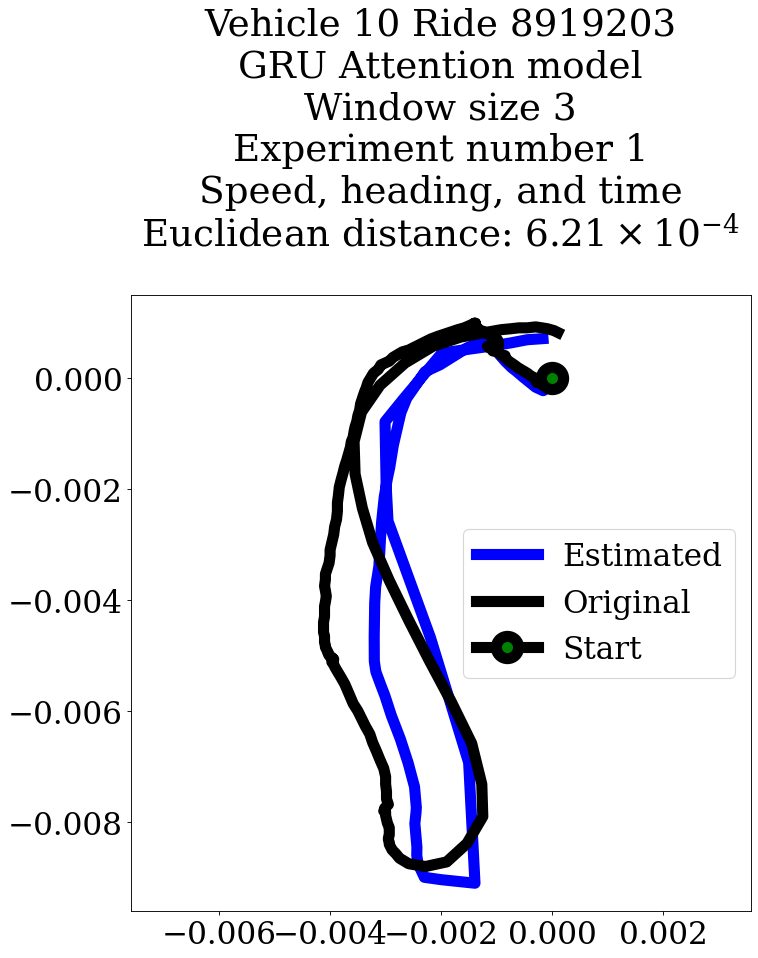 Vehicle 10 Ride 8919203
GRU Attention model
Window size 3
Experiment number 1
Speed, heading, and time
Euclidean distance: 6.21 × 10⁻⁴
0.000
−0.002
−0.004
−0.006
−0.008
Estimated
Original
Start
−0.006 −0.004 −0.002 0.000 0.002